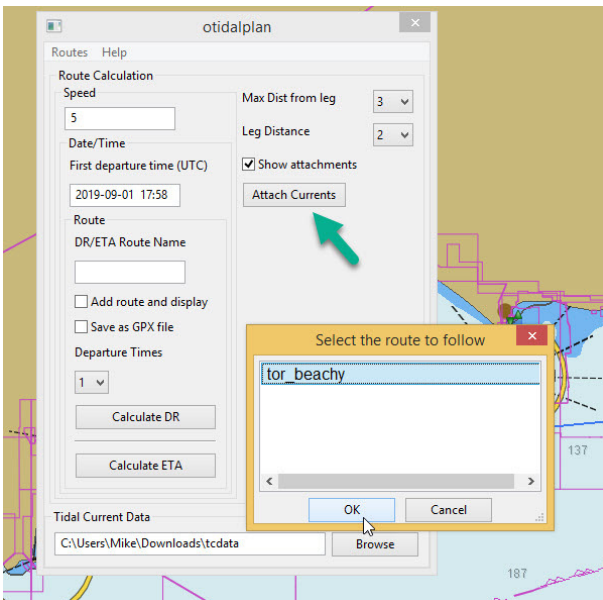 otidalplan
Routes Help
Route Calculation
Speed
5
Max Dist from leg
3
Leg Distance
2
Date/Time
First departure time (UTC)
2019-09-01 17:58
Show attachments
Attach Currents
Route
DR/ETA Route Name
Add route and display
Save as GPX file
Departure Times
1
Calculate DR
Calculate ETA
Select the route to follow
tor_beachy
OK Cancel
Tidal Current Data
C:\Users\Mike\Downloads\tcdata
Browse
137
187